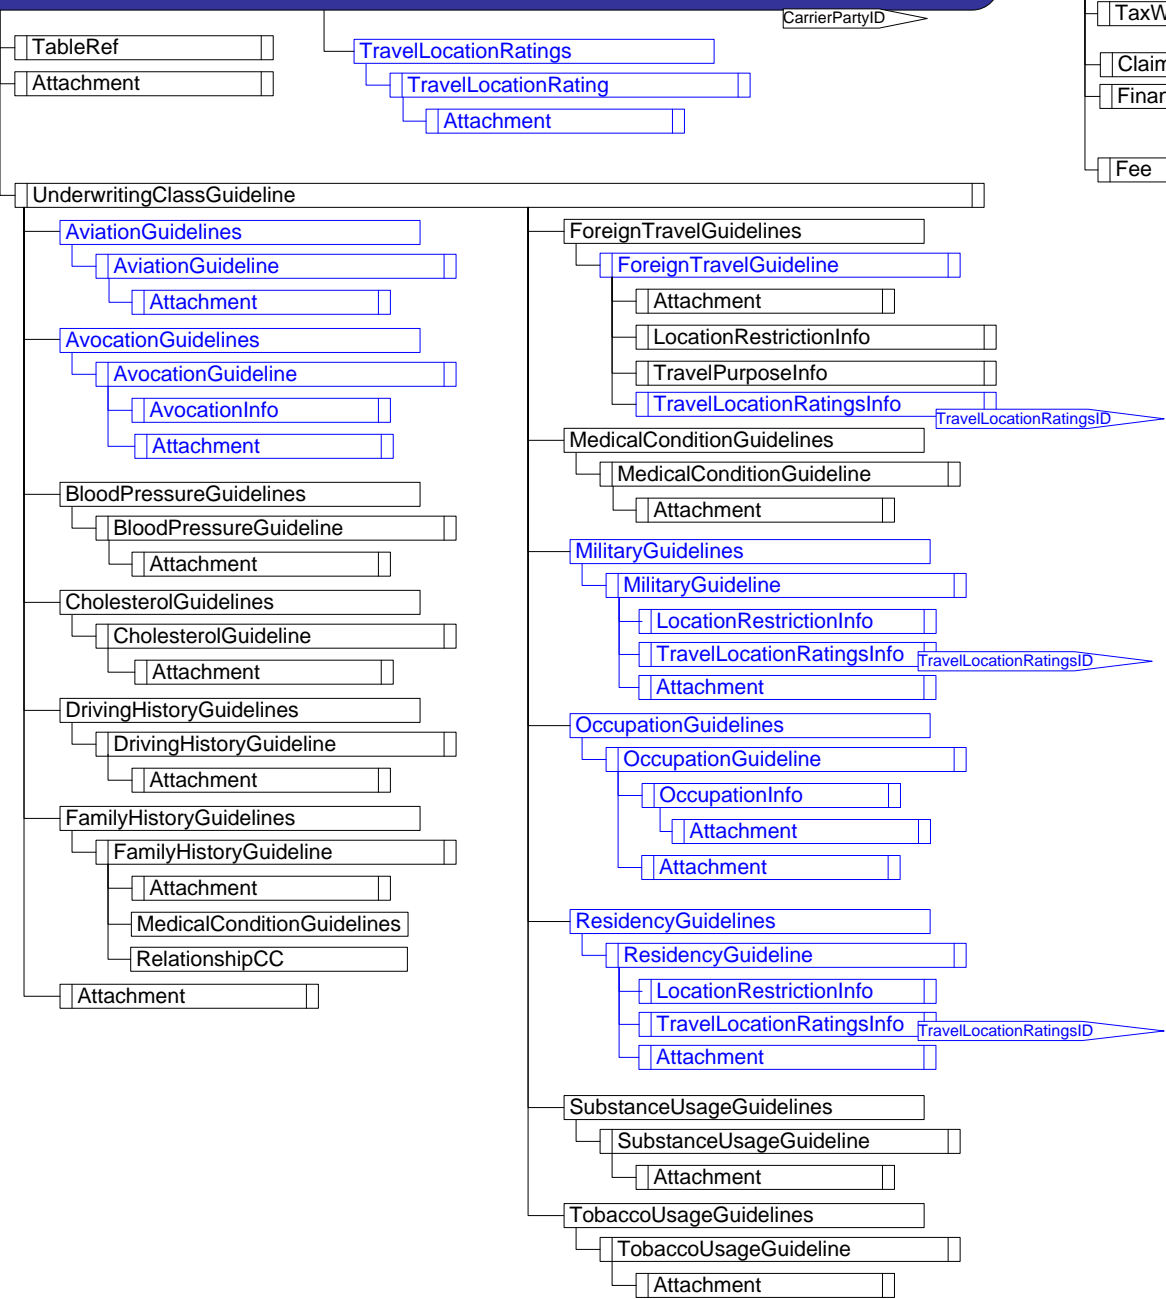 CarrierPartyID
TableRef
Attachment
TravelLocationRatings
TravelLocationRating
Attachment
Fee
UnderwritingClassGuideline
AviationGuidelines
AviationGuideline
Attachment
AvocationGuidelines
AvocationGuideline
AvocationInfo
Attachment
BloodPressureGuidelines
BloodPressureGuideline
Attachment
CholesterolGuidelines
CholesterolGuideline
Attachment
DrivingHistoryGuidelines
DrivingHistoryGuideline
Attachment
FamilyHistoryGuidelines
FamilyHistoryGuideline
Attachment
MedicalConditionGuidelines
RelationshipCC
Attachment
ForeignTravelGuidelines
ForeignTravelGuideline
Attachment
LocationRestrictionInfo
TravelPurposeInfo
TravelLocationRatingsInfo
TravelLocationRatingsID
MedicalConditionGuidelines
MedicalConditionGuideline
Attachment
MilitaryGuidelines
MilitaryGuideline
LocationRestrictionInfo
TravelLocationRatingsInfo
TravelLocationRatingsID
Attachment
OccupationGuidelines
OccupationGuideline
OccupationInfo
Attachment
Attachment
ResidencyGuidelines
ResidencyGuideline
LocationRestrictionInfo
TravelLocationRatingsInfo
TravelLocationRatingsID
Attachment
SubstanceUsageGuidelines
SubstanceUsageGuideline
Attachment
TobaccoUsageGuidelines
TobaccoUsageGuideline
Attachment